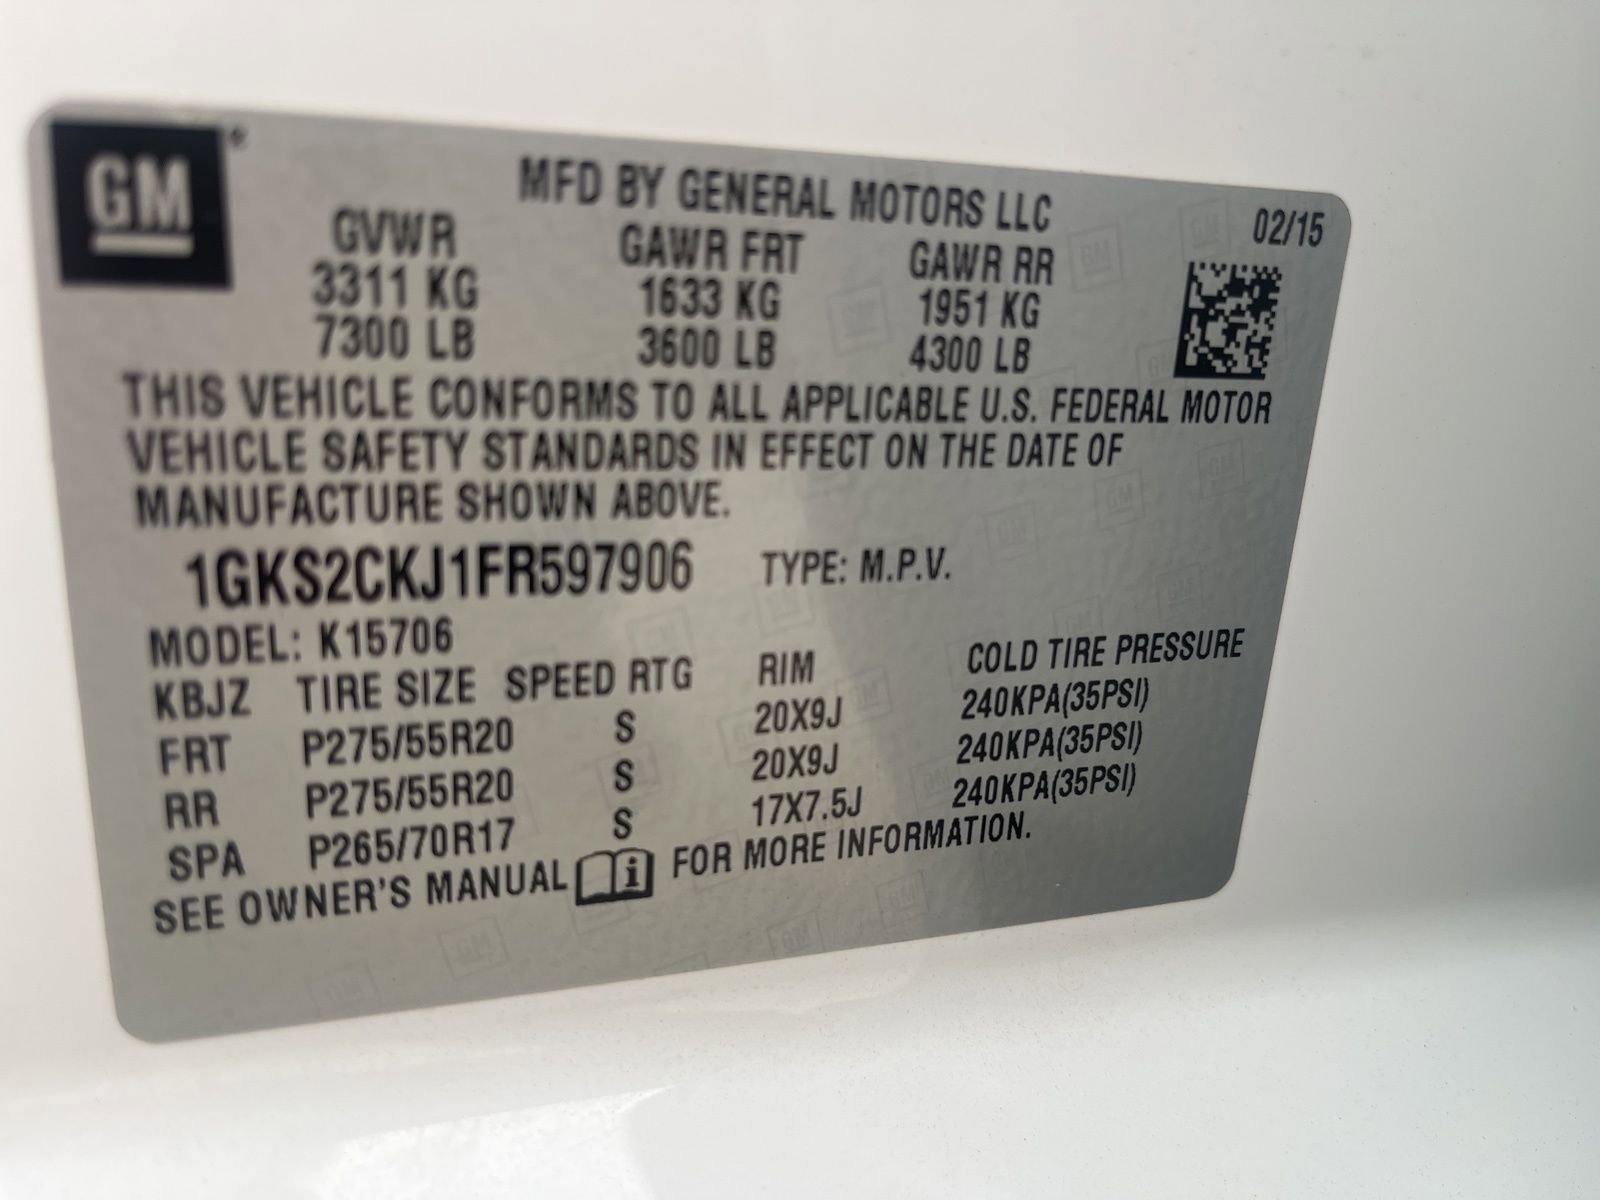 GM
MFD BY GENERAL MOTORS LLC 02/15
GVWR GAWR FRT GAWR RR
3311 KG 1633 KG 1951 KG
7300 LB 3600 LB 4300 LB
THIS VEHICLE CONFORMS TO ALL APPLICABLE U.S. FEDERAL MOTOR
VEHICLE SAFETY STANDARDS IN EFFECT ON THE DATE OF
MANUFACTURE SHOWN ABOVE.
1GKS2CKJ1FR597906 TYPE: M.P.V.
MODEL: K15706
KBJZ TIRE SIZE SPEED RTG RIM COLD TIRE PRESSURE
FRT P275/55R20 S 20X9J 240KPA(35PSI)
RR P275/55R20 S 20X9J 240KPA(35PSI)
SPA P265/70R17 S 17X7.5J 240KPA(35PSI)
SEE OWNER'S MANUAL i FOR MORE INFORMATION.